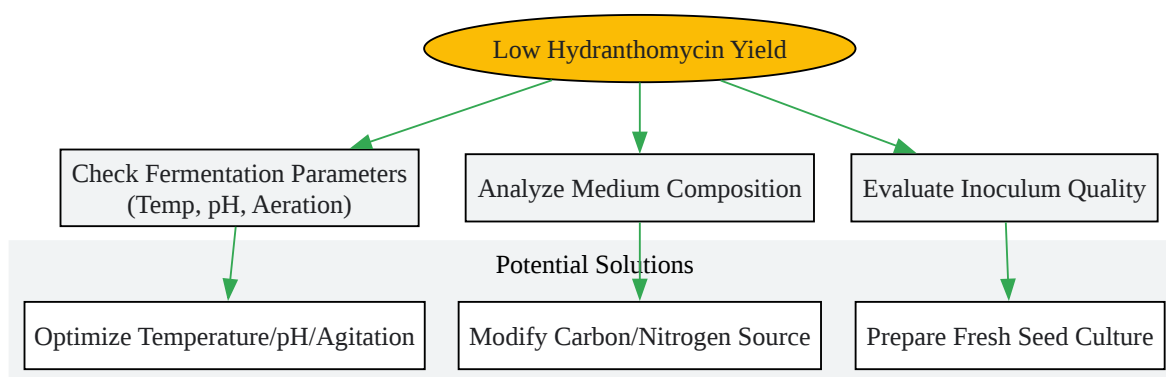 Low Hydranthomycin Yield
Check Fermentation Parameters
(Temp, pH, Aeration)
Analyze Medium Composition
Evaluate Inoculum Quality
Potential Solutions
Optimize Temperature/pH/Agitation
Modify Carbon/Nitrogen Source
Prepare Fresh Seed Culture